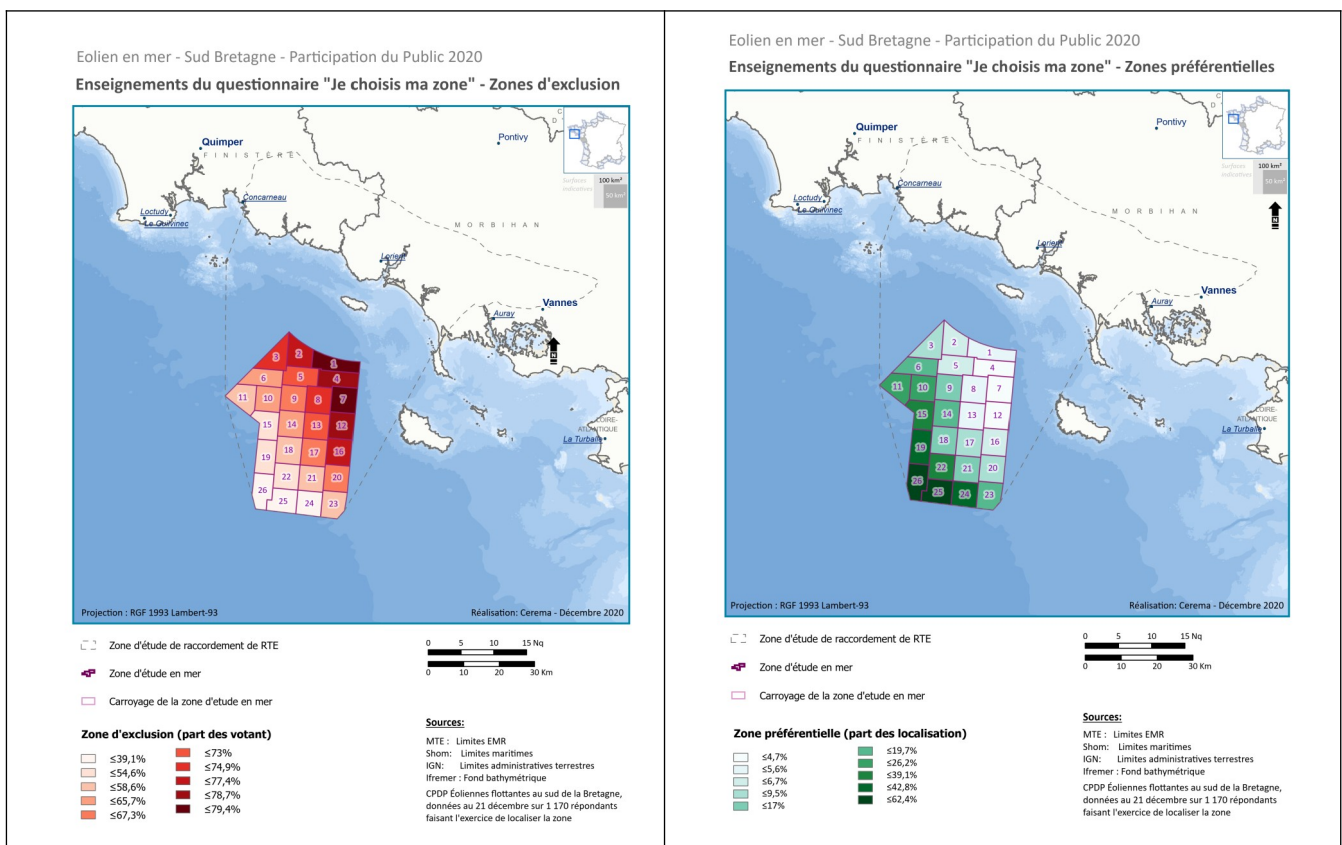 Eolien en mer - Sud Bretagne - Participation du Public 2020
Enseignements du questionnaire "Je choisis ma zone" - Zones d'exclusion
Quimper
FINISTÈRE
Pontivy
Concarneau
Loctudy
Le Guilvinec
MORBIHAN
Lorient
Vannes
Auray
LOIRE-
ATLANTIQUE
La Turballe
C
D
Surfaces
indicatives
100 km²
50 km²
N
1
2
3
4
5
6
7
8
9
10
11
12
13
14
15
16
17
18
19
20
21
22
23
24
25
26
Projection : RGF 1993 Lambert-93
Réalisation: Cerema - Décembre 2020
Zone d'étude de raccordement de RTE
Zone d'étude en mer
Carroyage de la zone d'etude en mer
0 5 10 15 Nq
0 10 20 30 Km
Zone d'exclusion (part des votant)
≤39,1%
≤54,6%
≤58,6%
≤65,7%
≤67,3%
≤73%
≤74,9%
≤77,4%
≤78,7%
≤79,4%
Sources:
MTE : Limites EMR
Shom: Limites maritimes
IGN: Limites administratives terrestres
Ifremer : Fond bathymétrique
CPDP Éoliennes flottantes au sud de la Bretagne,
données au 21 décembre sur 1 170 répondants
faisant l'exercice de localiser la zone
Eolien en mer - Sud Bretagne - Participation du Public 2020
Enseignements du questionnaire "Je choisis ma zone" - Zones préférentielles
Quimper
FINISTÈRE
Pontivy
Concarneau
Loctudy
Le Guilvinec
MORBIHAN
Lorient
Vannes
Auray
LOIRE-
ATLANTIQUE
La Turballe
C
D
Surfaces
indicatives
100 km²
50 km²
N
1
2
3
4
5
6
7
8
9
10
11
12
13
14
15
16
17
18
19
20
21
22
23
24
25
26
Projection : RGF 1993 Lambert-93
Réalisation: Cerema - Décembre 2020
Zone d'étude de raccordement de RTE
Zone d'étude en mer
Carroyage de la zone d'etude en mer
0 5 10 15 Nq
0 10 20 30 Km
Zone préférentielle (part des localisation)
≤4,7%
≤5,6%
≤6,7%
≤9,5%
≤17%
≤19,7%
≤26,2%
≤39,1%
≤42,8%
≤62,4%
Sources:
MTE : Limites EMR
Shom: Limites maritimes
IGN: Limites administratives terrestres
Ifremer : Fond bathymétrique
CPDP Éoliennes flottantes au sud de la Bretagne,
données au 21 décembre sur 1 170 répondants
faisant l'exercice de localiser la zone